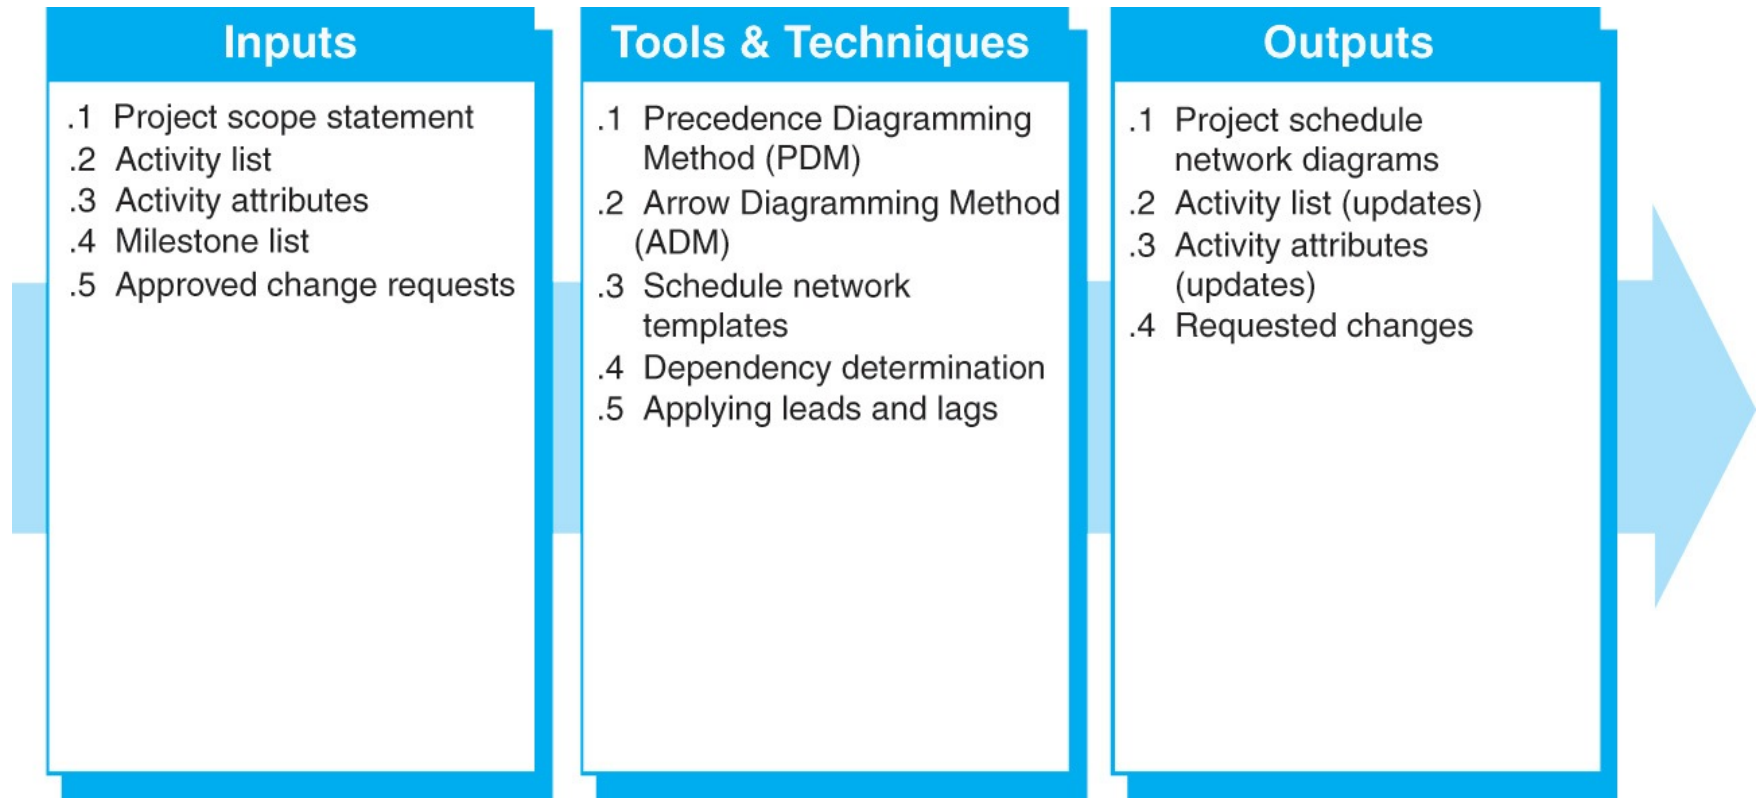 Inputs
.1 Project scope statement
.2 Activity list
.3 Activity attributes
.4 Milestone list
.5 Approved change requests
Tools & Techniques
.1 Precedence Diagramming
Method (PDM)
.2 Arrow Diagramming Method
(ADM)
.3 Schedule network
templates
.4 Dependency determination
.5 Applying leads and lags
Outputs
.1 Project schedule
network diagrams
.2 Activity list (updates)
.3 Activity attributes
(updates)
.4 Requested changes